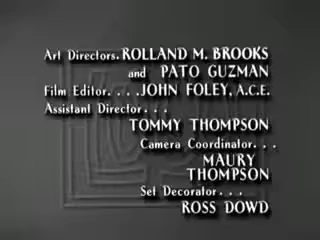 Art Directors. ROLLAND M. BROOKS
and PATO GUZMAN
Film Editor. . . .JOHN FOLEY, A.C.E.
Assistant Director . . .
TOMMY THOMPSON
Camera Coordinator. . .
MAURY
THOMPSON
Set Decorator . . .
ROSS DOWD